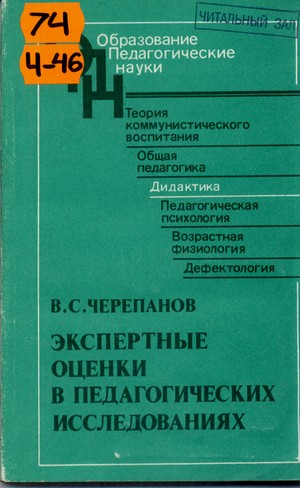 74
Ч-46
ЧИТАЛЬНЫЙ ЗАЛ
Образование
Педагогические
науки
Теория
коммунистического
воспитания
Общая
педагогика
Дидактика
Педагогическая
психология
Возрастная
физиология
Дефектология
В.С.ЧЕРЕПАНОВ
ЭКСПЕРТНЫЕ
ОЦЕНКИ
В ПЕДАГОГИЧЕСКИХ
ИССЛЕДОВАНИЯХ